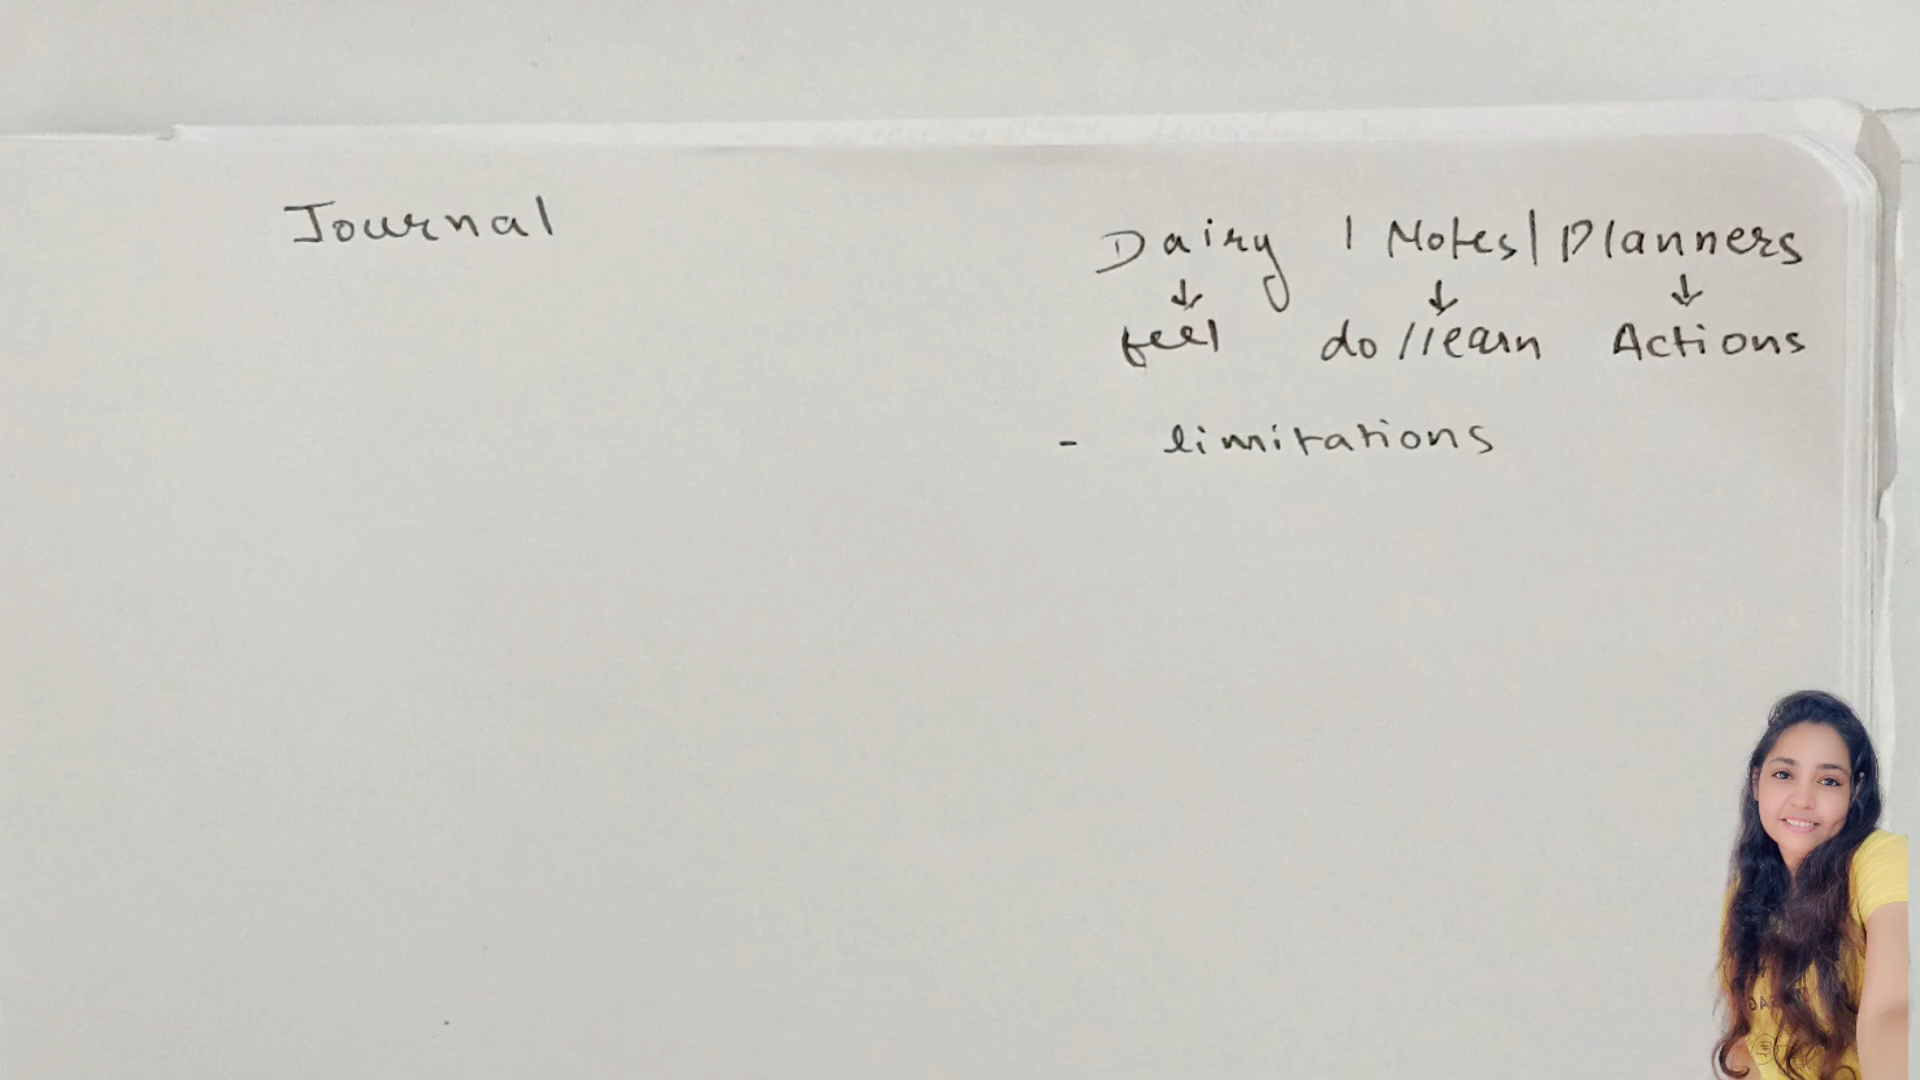 Journal
Dairy | Notes | Planners
↓ ↓ ↓
feel do / learn Actions
- limitations